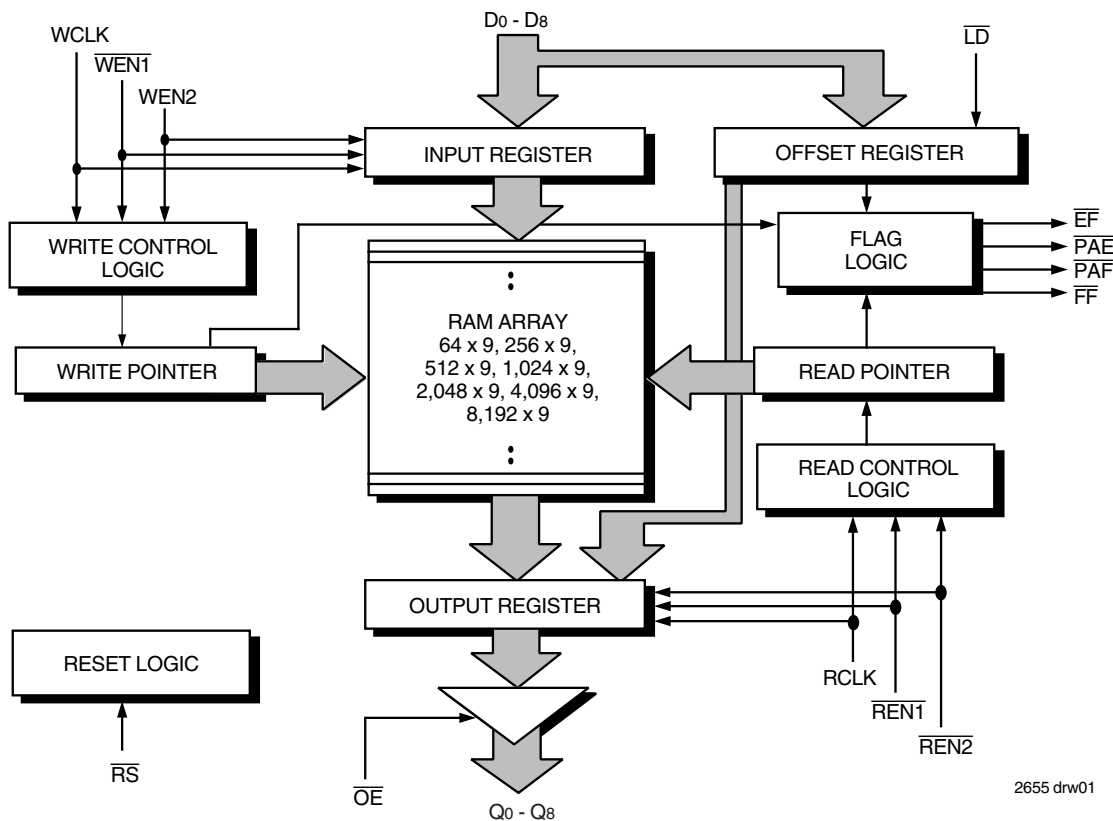 D0 - D8
WCLK
WEN1
WEN2
LD
INPUT REGISTER
OFFSET REGISTER
WRITE CONTROL
LOGIC
FLAG
LOGIC
EF
PAE
PAF
FF
RAM ARRAY
64 x 9, 256 x 9,
512 x 9, 1,024 x 9,
2,048 x 9, 4,096 x 9,
8,192 x 9
WRITE POINTER
READ POINTER
READ CONTROL
LOGIC
OUTPUT REGISTER
RESET LOGIC
RCLK
REN1
REN2
RS
OE
Q0 - Q8
2655 drw01